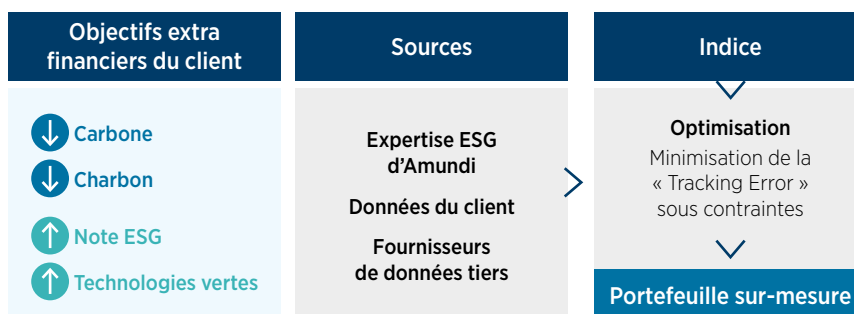 Objectifs extra
financiers du client
Carbone
Charbon
Note ESG
Technologies vertes
Sources
Expertise ESG
d’Amundi
Données du client
Fournisseurs
de données tiers
Indice
Optimisation
Minimisation de la
« Tracking Error »
sous contraintes
Portefeuille sur-mesure